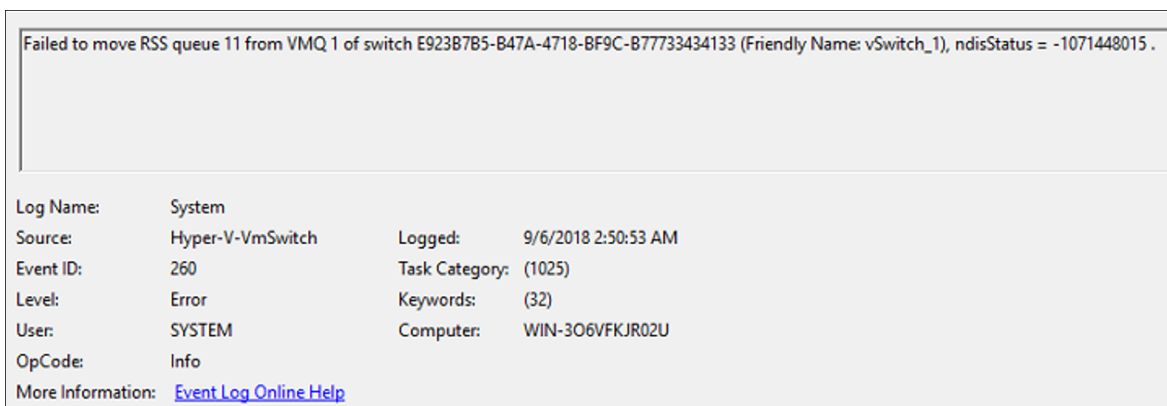 Failed to move RSS queue 11 from VMQ 1 of switch E923B7B5-B47A-4718-BF9C-B77733434133 (Friendly Name: vSwitch_1), ndisStatus = -1071448015 .
Log Name: System
Source: Hyper-V-VmSwitch Logged: 9/6/2018 2:50:53 AM
Event ID: 260 Task Category: (1025)
Level: Error Keywords: (32)
User: SYSTEM Computer: WIN-3O6VFKJR02U
OpCode: Info
More Information: Event Log Online Help